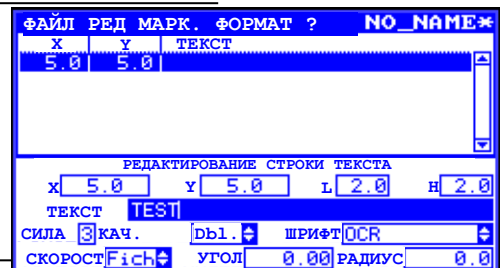 ФАЙЛ РЕД МАРК. ФОРМАТ ? NO_NAME*
X Y ТЕКСТ
5.0 5.0
РЕДАКТИРОВАНИЕ СТРОКИ ТЕКСТА
X 5.0 Y 5.0 L 2.0 H 2.0
ТЕКСТ TEST
СИЛА 3 КАЧ. Dbl. ШРИФТ OCR
СКОРОСТ Fich УГОЛ 0.00 РАДИУС 0.0